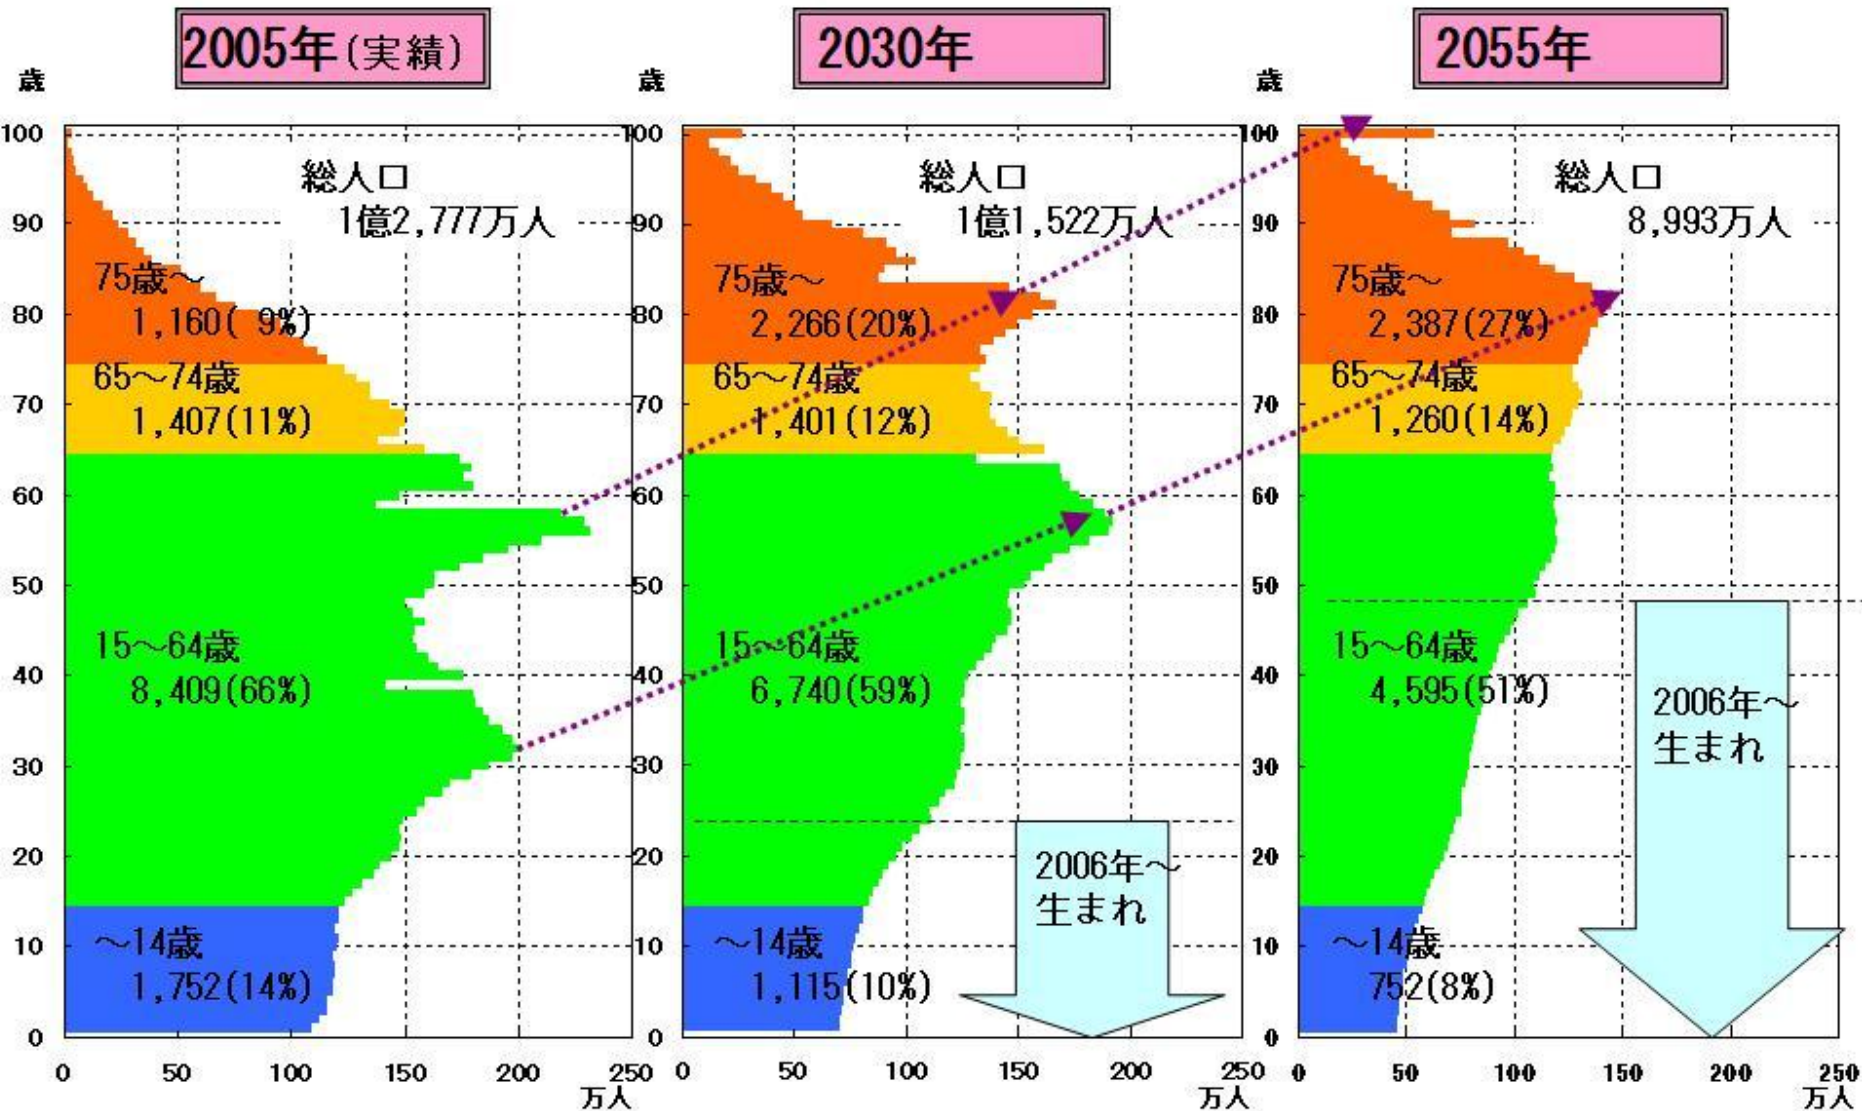 2005年(実績)
2030年
2055年
歳
100
90
80
70
60
50
40
30
20
10
0
総人口
1億2,777万人
75歳～
1,160( 9%)
65～74歳
1,407(11%)
15～64歳
8,409(66%)
～14歳
1,752(14%)
0
50
100
150
200
250
万人
歳
100
90
80
70
60
50
40
30
20
10
0
総人口
1億1,522万人
75歳～
2,266(20%)
65～74歳
1,401(12%)
15～64歳
6,740(59%)
2006年～
生まれ
～14歳
1,115(10%)
0
50
100
150
200
250
万人
歳
100
90
80
70
60
50
40
30
20
10
0
総人口
8,993万人
75歳～
2,387(27%)
65～74歳
1,260(14%)
15～64歳
4,595(51%)
2006年～
生まれ
～14歳
752(8%)
0
50
100
150
200
250
万人